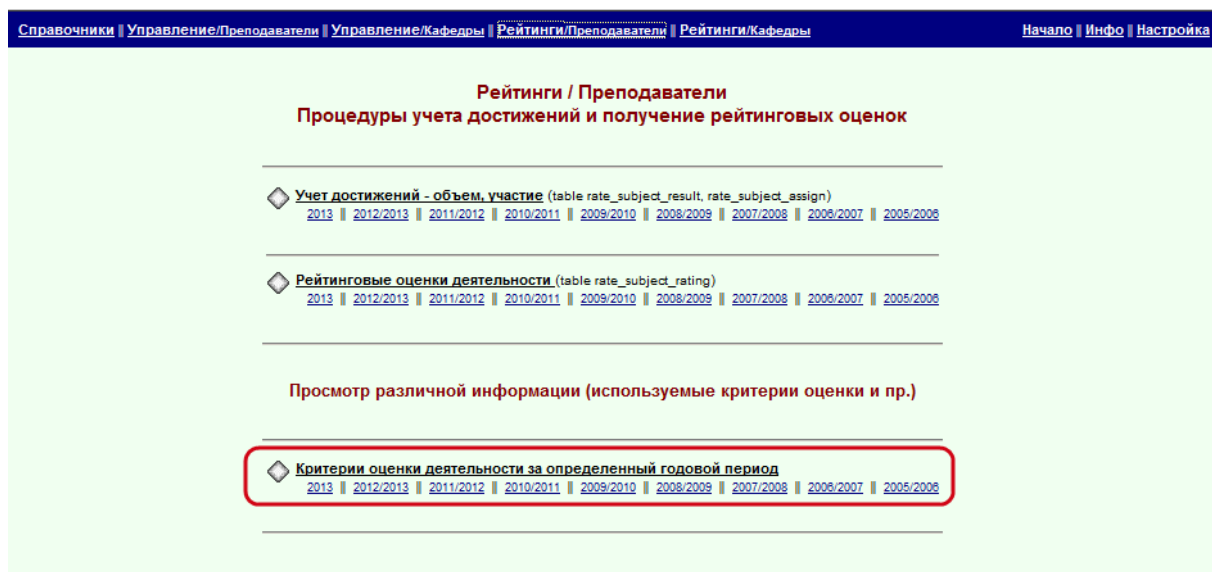 Справочники || Управление/Преподаватели || Управление/Кафедры || Рейтинги/Преподаватели || Рейтинги/Кафедры Начало || Инфо || Настройка
Рейтинги / Преподаватели
Процедуры учета достижений и получение рейтинговых оценок
Учет достижений - объем, участие (table rate_subject_result, rate_subject_assign)
2013 || 2012/2013 || 2011/2012 || 2010/2011 || 2009/2010 || 2008/2009 || 2007/2008 || 2006/2007 || 2005/2006
Рейтинговые оценки деятельности (table rate_subject_rating)
2013 || 2012/2013 || 2011/2012 || 2010/2011 || 2009/2010 || 2008/2009 || 2007/2008 || 2006/2007 || 2005/2006
Просмотр различной информации (используемые критерии оценки и пр.)
Критерии оценки деятельности за определенный годовой период
2013 || 2012/2013 || 2011/2012 || 2010/2011 || 2009/2010 || 2008/2009 || 2007/2008 || 2006/2007 || 2005/2006